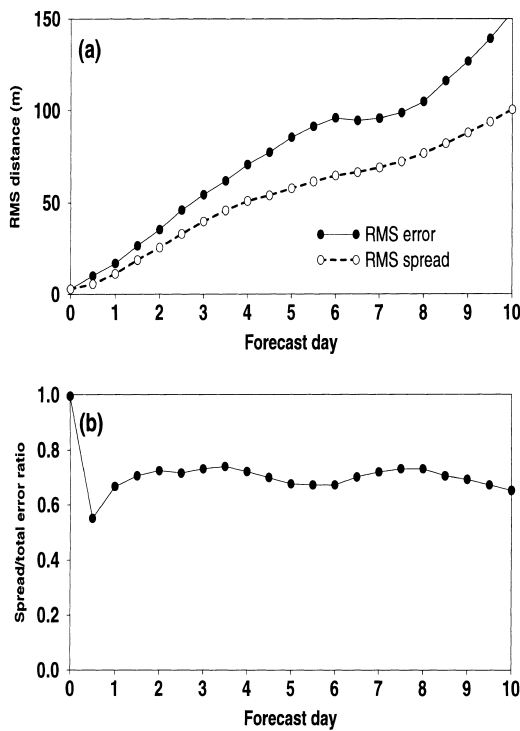 150
(a)
100
50
0
RMS distance (m)
RMS error
RMS spread
0 1 2 3 4 5 6 7 8 9 10
Forecast day
1.0
(b)
0.8
0.6
0.4
0.2
0.0
Spread/total error ratio
0 1 2 3 4 5 6 7 8 9 10
Forecast day